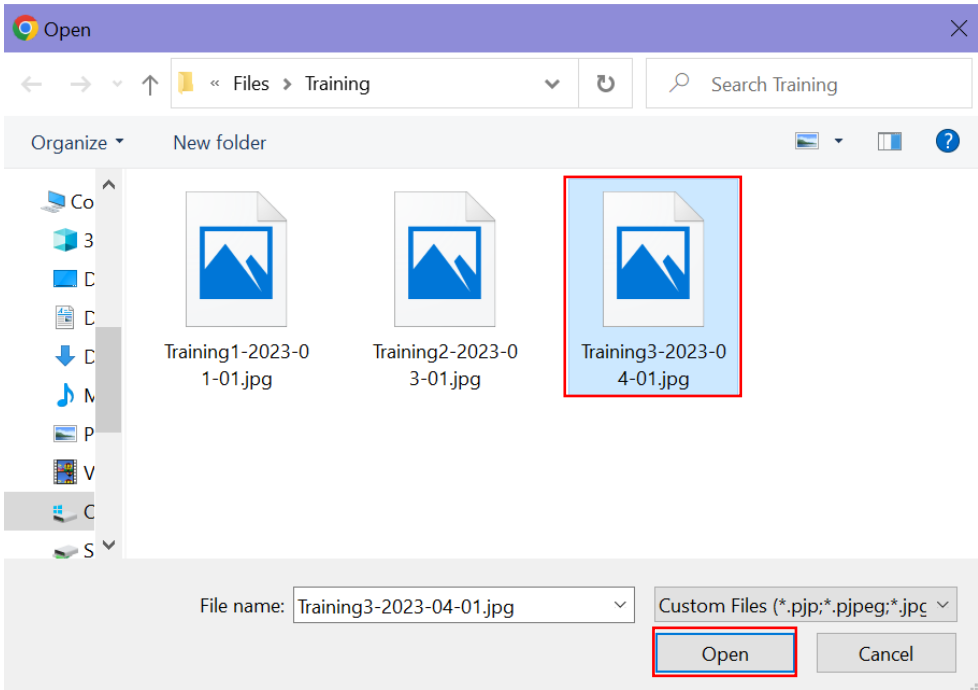 Open
« Files > Training
Search Training
Organize
New folder
?
Co
3
D
D
D
M
P
V
C
S
Training1-2023-0
1-01.jpg
Training2-2023-0
3-01.jpg
Training3-2023-0
4-01.jpg
File name: Training3-2023-04-01.jpg
Custom Files (*.pjp;*.pjpeg;*.jpg
Open
Cancel